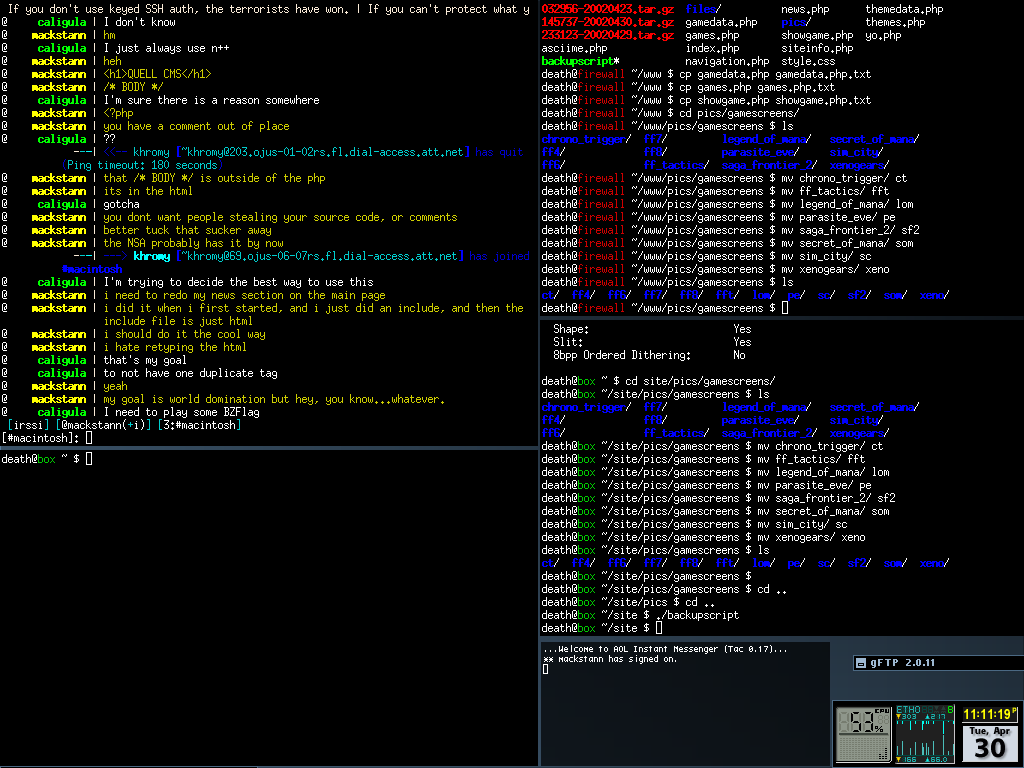 If you don't use keyed SSH auth, the terrorists have won. | If you can't protect what y
@ caligula | I don't know
@ mackstann | hm
caligula | I just always use n++
@ mackstann | heh
@ mackstann | <h1>QUELL CMS</h1>
@ mackstann | /* BODY */
@ caligula | I'm sure there is a reason somewhere
@ mackstann | <?php
@ mackstann | you have a comment out of place
@ caligula | ??
---| <--- khromy [~khromy@203.ojus-01-02rs.fl.dial-access.att.net] has quit
[Ping timeout: 180 seconds]
@ mackstann | that /* BODY */ is outside of the php
@ mackstann | its in the html
@ caligula | gotcha
@ mackstann | you dont want people stealing your source code, or comments
@ mackstann | better tuck that sucker away
@ mackstann | the NSA probably has it by now
---| ---> khromy [~khromy@69.ojus-06-07rs.fl.dial-access.att.net] has joined
#macintosh
@ caligula | I'm trying to decide the best way to use this
@ mackstann | i need to redo my news section on the main page
@ mackstann | i did it when i first started, and i just did an include, and then the
include file is just html
@ mackstann | i should do it the cool way
@ mackstann | i hate retyping the html
@ caligula | that's my goal
@ caligula | to not have one duplicate tag
@ mackstann | yeah
@ mackstann | my goal is world domination but hey, you know...whatever.
@ caligula | I need to play some BZFlag
[irssi] [@mackstann(+i)] [3:#macintosh]
[#macintosh]:
death@box ~ $
032956-20020423.tar.gz files/ news.php themedata.php
145737-20020430.tar.gz gamedata.php pics/ themes.php
233123-20020429.tar.gz games.php showgame.php yo.php
asciime.php index.php siteinfo.php
backupscript* navigation.php style.css
death@firewall ~/www $ cp gamedata.php gamedata.php.txt
death@firewall ~/www $ cp games.php games.php.txt
death@firewall ~/www $ cp showgame.php showgame.php.txt
death@firewall ~/www $ cd pics/gamescreens/
death@firewall ~/www/pics/gamescreens $ ls
chrono_trigger/ ff7/ legend_of_mana/ secret_of_mana/
ff4/ ff8/ parasite_eve/ sim_city/
ff6/ ff_tactics/ saga_frontier_2/ xenogears/
death@firewall ~/www/pics/gamescreens $ mv chrono_trigger/ ct
death@firewall ~/www/pics/gamescreens $ mv ff_tactics/ fft
death@firewall ~/www/pics/gamescreens $ mv legend_of_mana/ lom
death@firewall ~/www/pics/gamescreens $ mv parasite_eve/ pe
death@firewall ~/www/pics/gamescreens $ mv saga_frontier_2/ sf2
death@firewall ~/www/pics/gamescreens $ mv secret_of_mana/ som
death@firewall ~/www/pics/gamescreens $ mv sim_city/ sc
death@firewall ~/www/pics/gamescreens $ mv xenogears/ xeno
death@firewall ~/www/pics/gamescreens $ ls
ct/ ff4/ ff6/ ff7/ ff8/ fft/ lom/ pe/ sc/ sf2/ som/ xeno/
death@firewall ~/www/pics/gamescreens $
Shape: Yes
Slit: Yes
8bpp Ordered Dithering: No
death@box ~ $ cd site/pics/gamescreens/
death@box ~/site/pics/gamescreens $ ls
chrono_trigger/ ff7/ legend_of_mana/ secret_of_mana/
ff4/ ff8/ parasite_eve/ sim_city/
ff6/ ff_tactics/ saga_frontier_2/ xenogears/
death@box ~/site/pics/gamescreens $ mv chrono_trigger/ ct
death@box ~/site/pics/gamescreens $ mv ff_tactics/ fft
death@box ~/site/pics/gamescreens $ mv legend_of_mana/ lom
death@box ~/site/pics/gamescreens $ mv parasite_eve/ pe
death@box ~/site/pics/gamescreens $ mv saga_frontier_2/ sf2
death@box ~/site/pics/gamescreens $ mv secret_of_mana/ som
death@box ~/site/pics/gamescreens $ mv sim_city/ sc
death@box ~/site/pics/gamescreens $ mv xenogears/ xeno
death@box ~/site/pics/gamescreens $ ls
ct/ ff4/ ff6/ ff7/ ff8/ fft/ lom/ pe/ sc/ sf2/ som/ xeno/
death@box ~/site/pics/gamescreens $
death@box ~/site/pics/gamescreens $ cd ..
death@box ~/site/pics $ cd ..
death@box ~/site $ ./backupscript
death@box ~/site $
...Welcome to AOL Instant Messenger (Tac 0.17)...
** mackstann has signed on.
gFTP 2.0.11
CPU
53%
ETH0 B
303 217
166 66.0
11:11:19 P
Tue, Apr
30